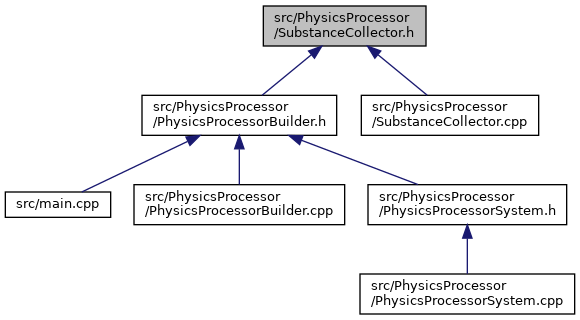 src/PhysicsProcessor
/SubstanceCollector.h
src/PhysicsProcessor
/PhysicsProcessorBuilder.h
src/PhysicsProcessor
/SubstanceCollector.cpp
src/main.cpp
src/PhysicsProcessor
/PhysicsProcessorBuilder.cpp
src/PhysicsProcessor
/PhysicsProcessorSystem.h
src/PhysicsProcessor
/PhysicsProcessorSystem.cpp